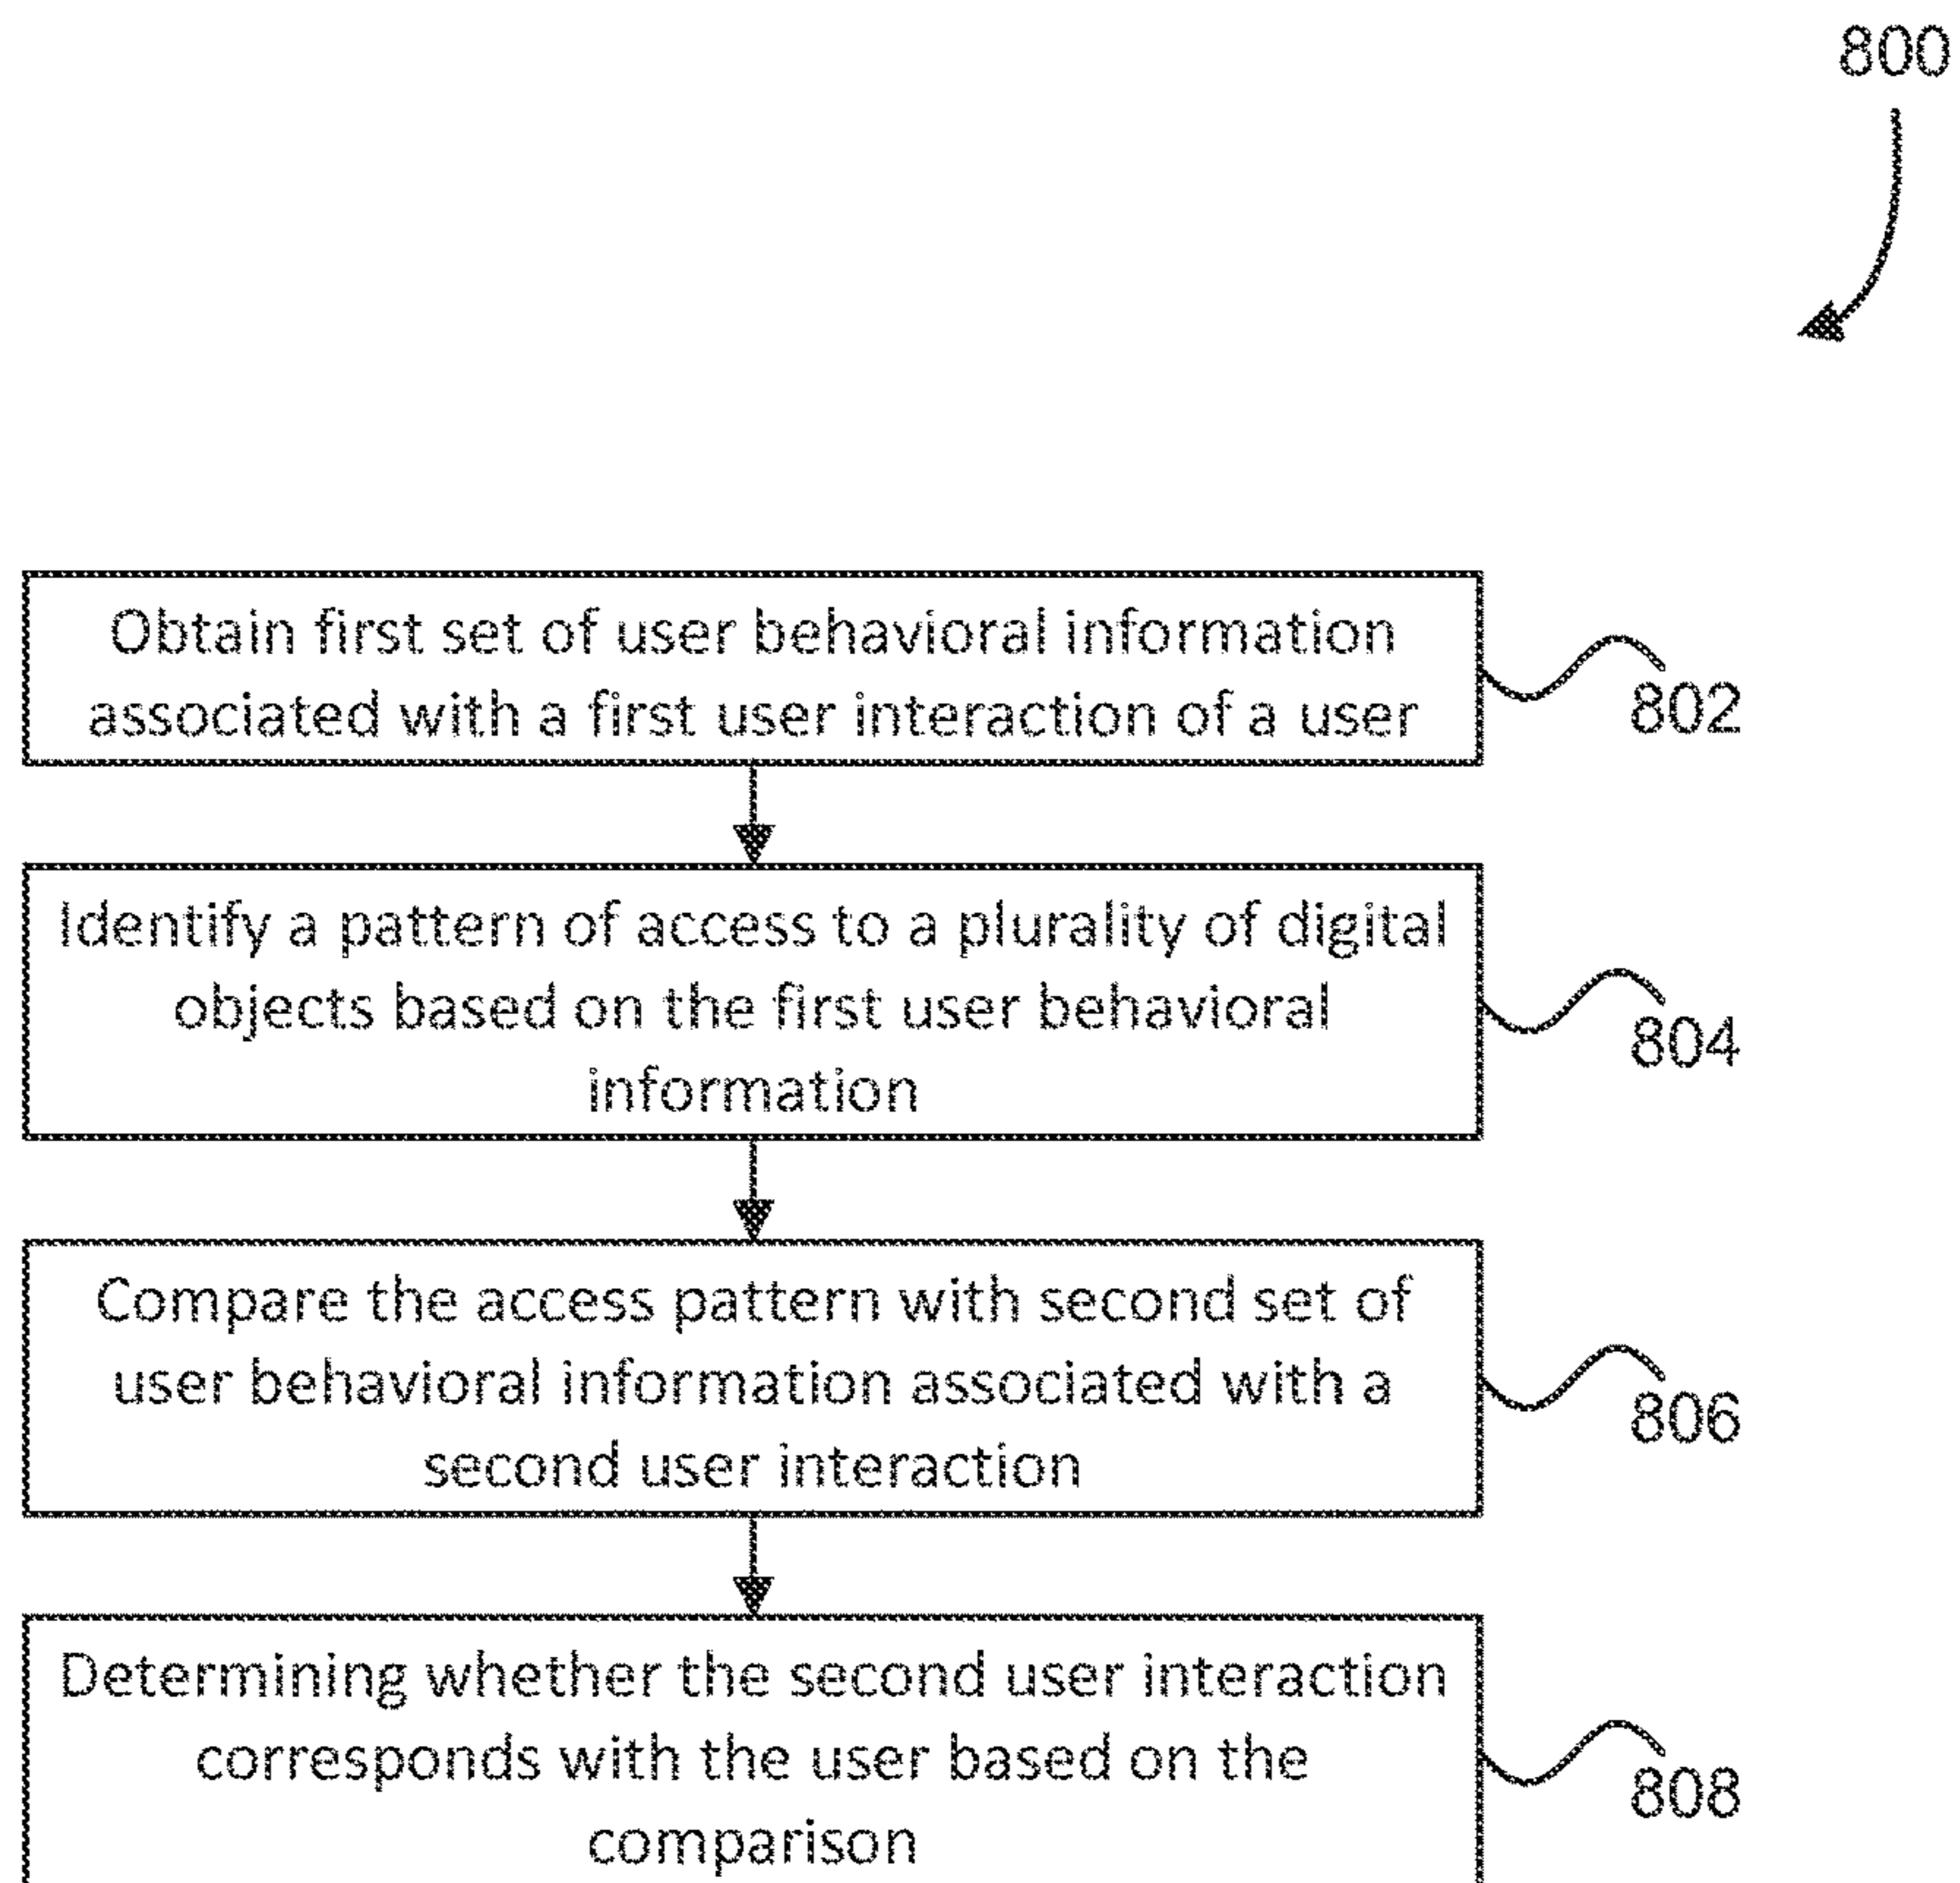 800
Obtain first set of user behavioral information
associated with a first user interaction of a user
802
Identify a pattern of access to a plurality of digital
objects based on the first user behavioral
information
804
Compare the access pattern with second set of
user behavioral information associated with a
second user interaction
806
Determining whether the second user interaction
corresponds with the user based on the
comparison
808